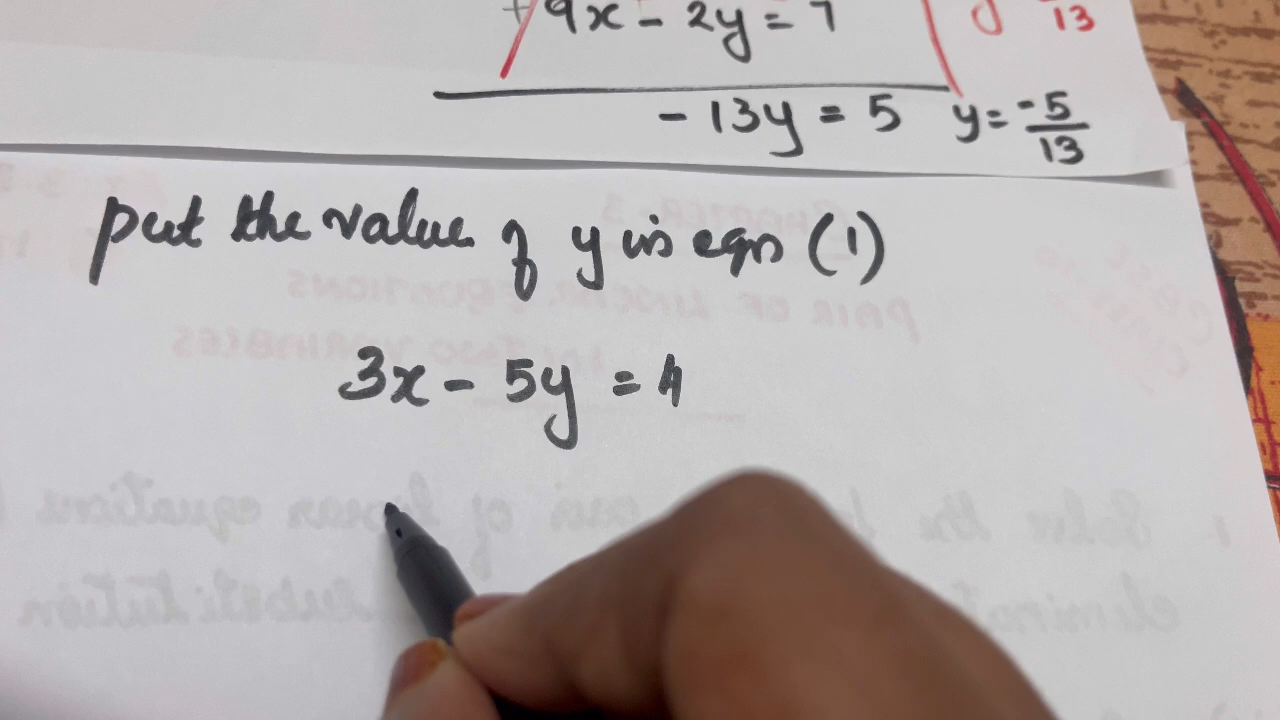 9x - 2y = 7
13
- 13y = 5 y = -5/13
put the value of y in eqn (1)
3x - 5y = 4